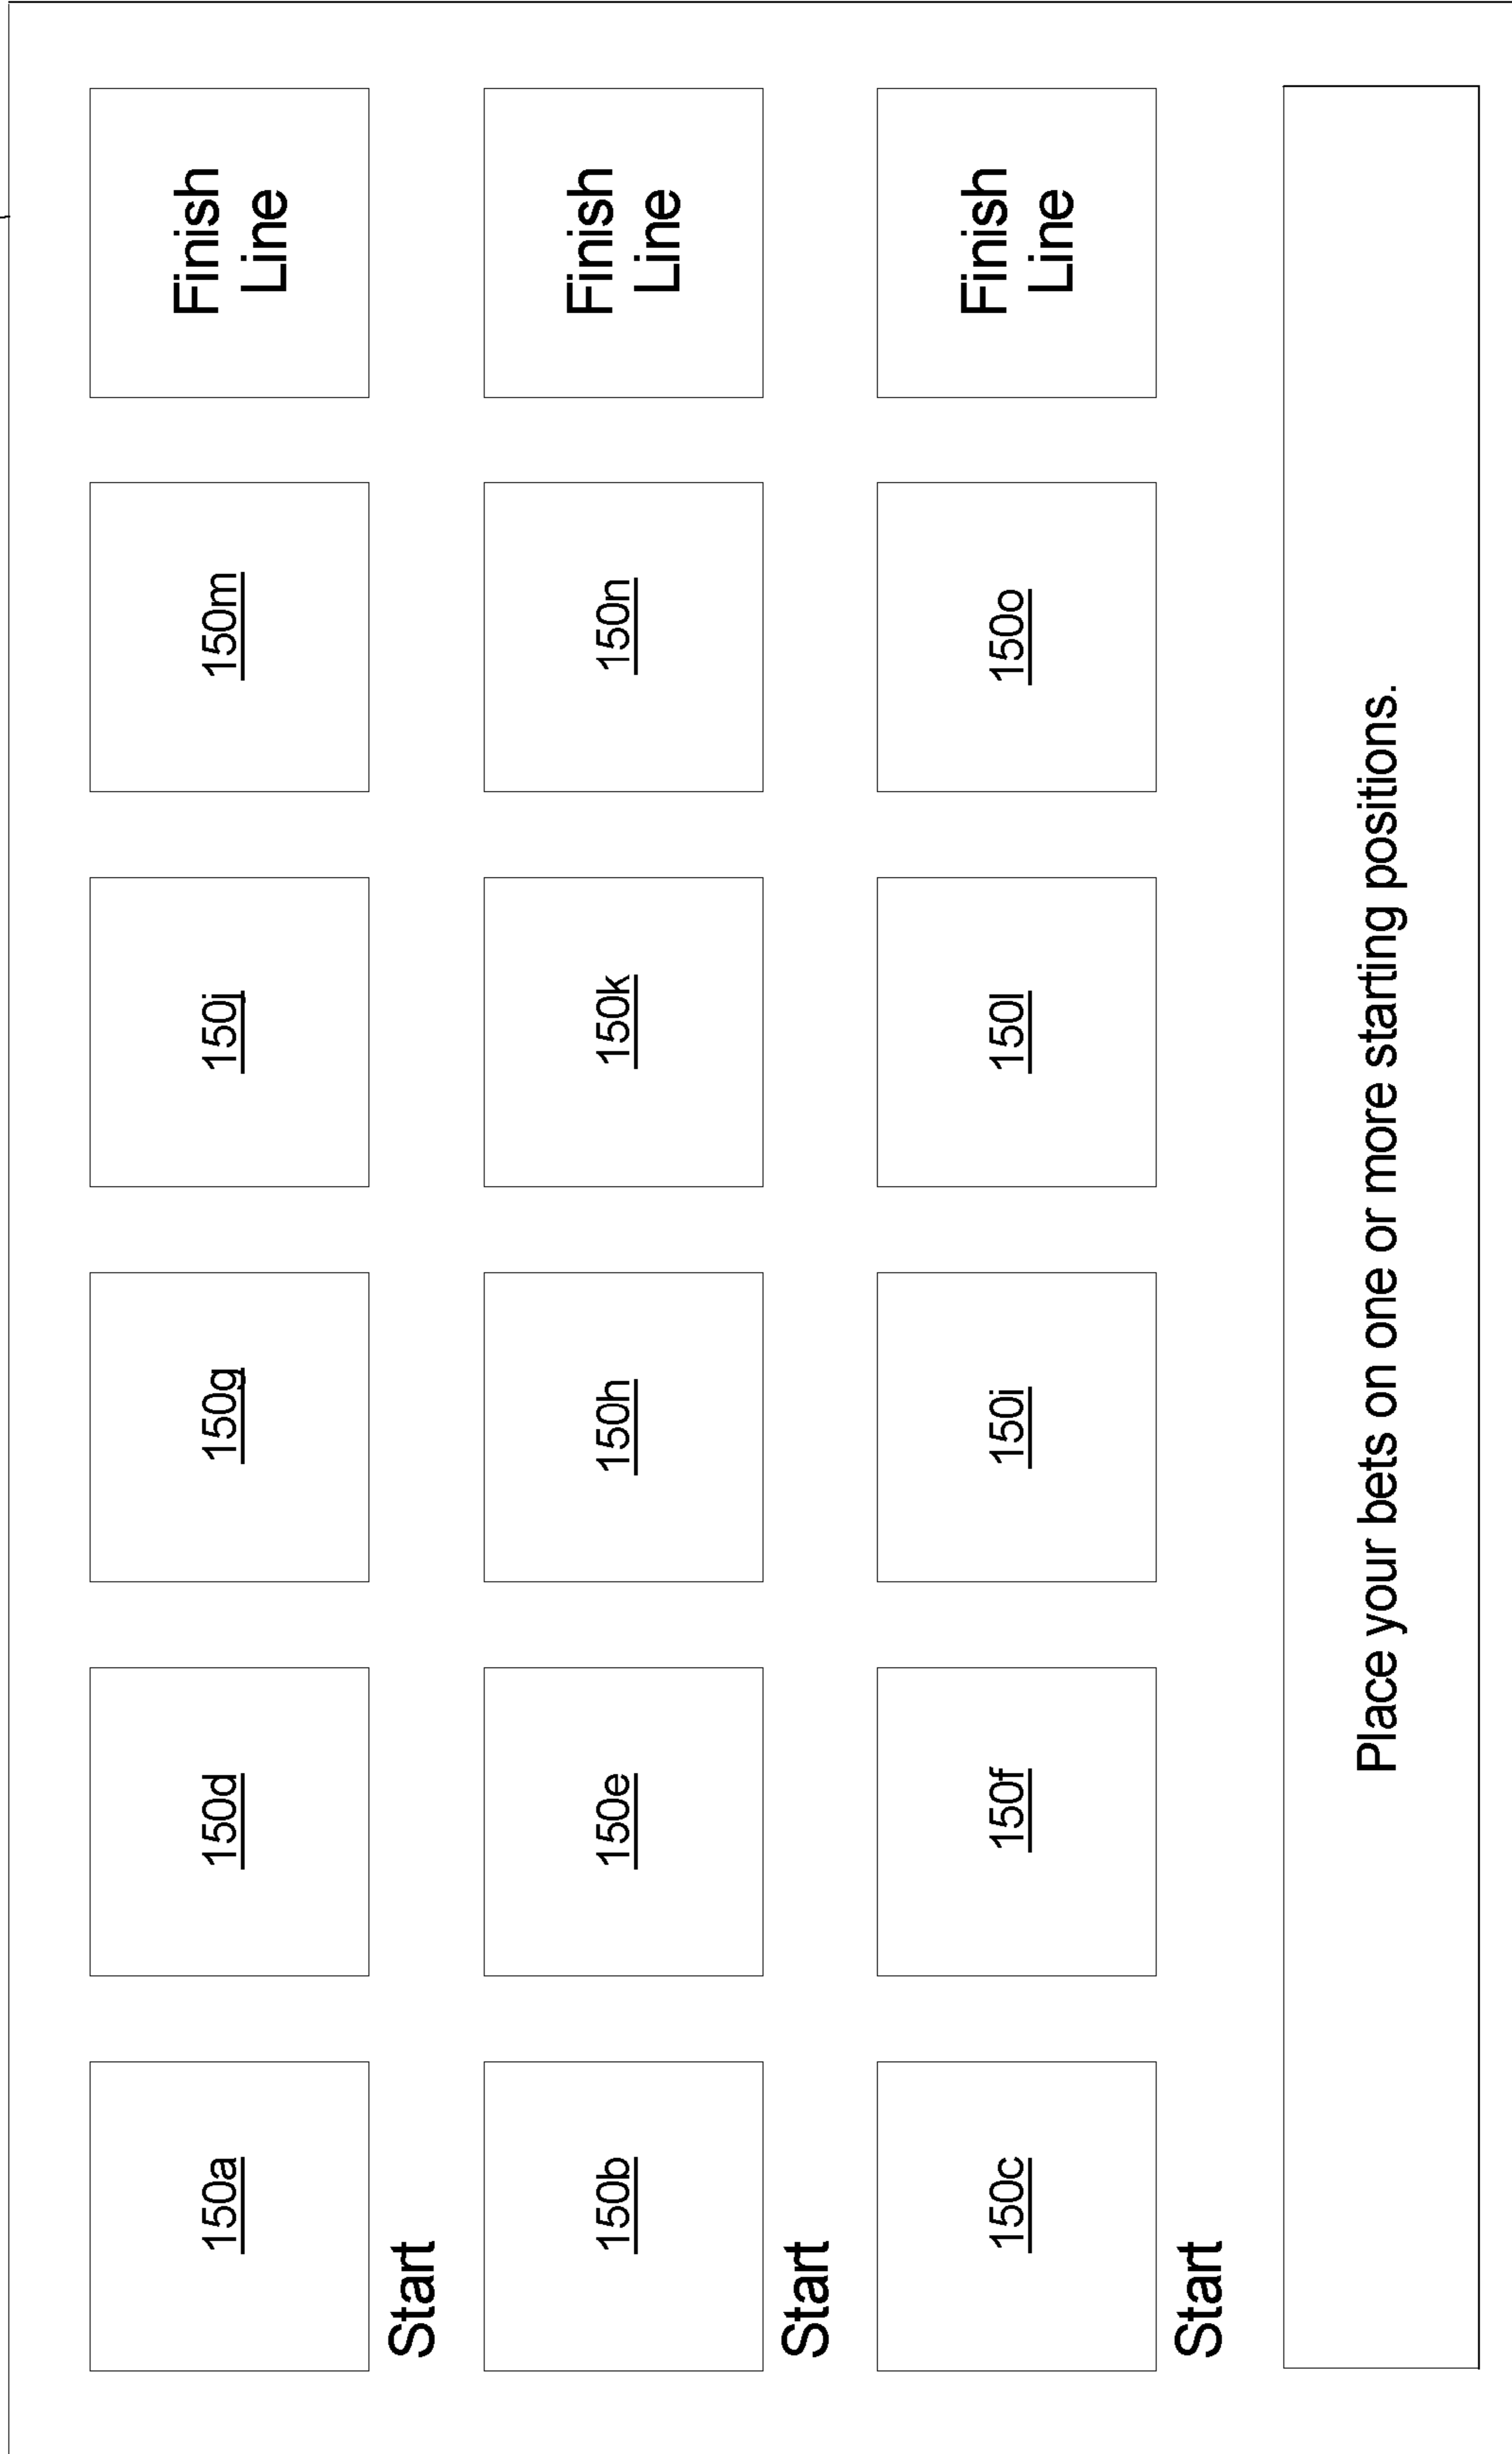 150a
150d
150g
150j
150m
Finish
Line
Start
150b
150e
150h
150k
150n
Finish
Line
Start
150c
150f
150i
150l
150o
Finish
Line
Start
Place your bets on one or more starting positions.